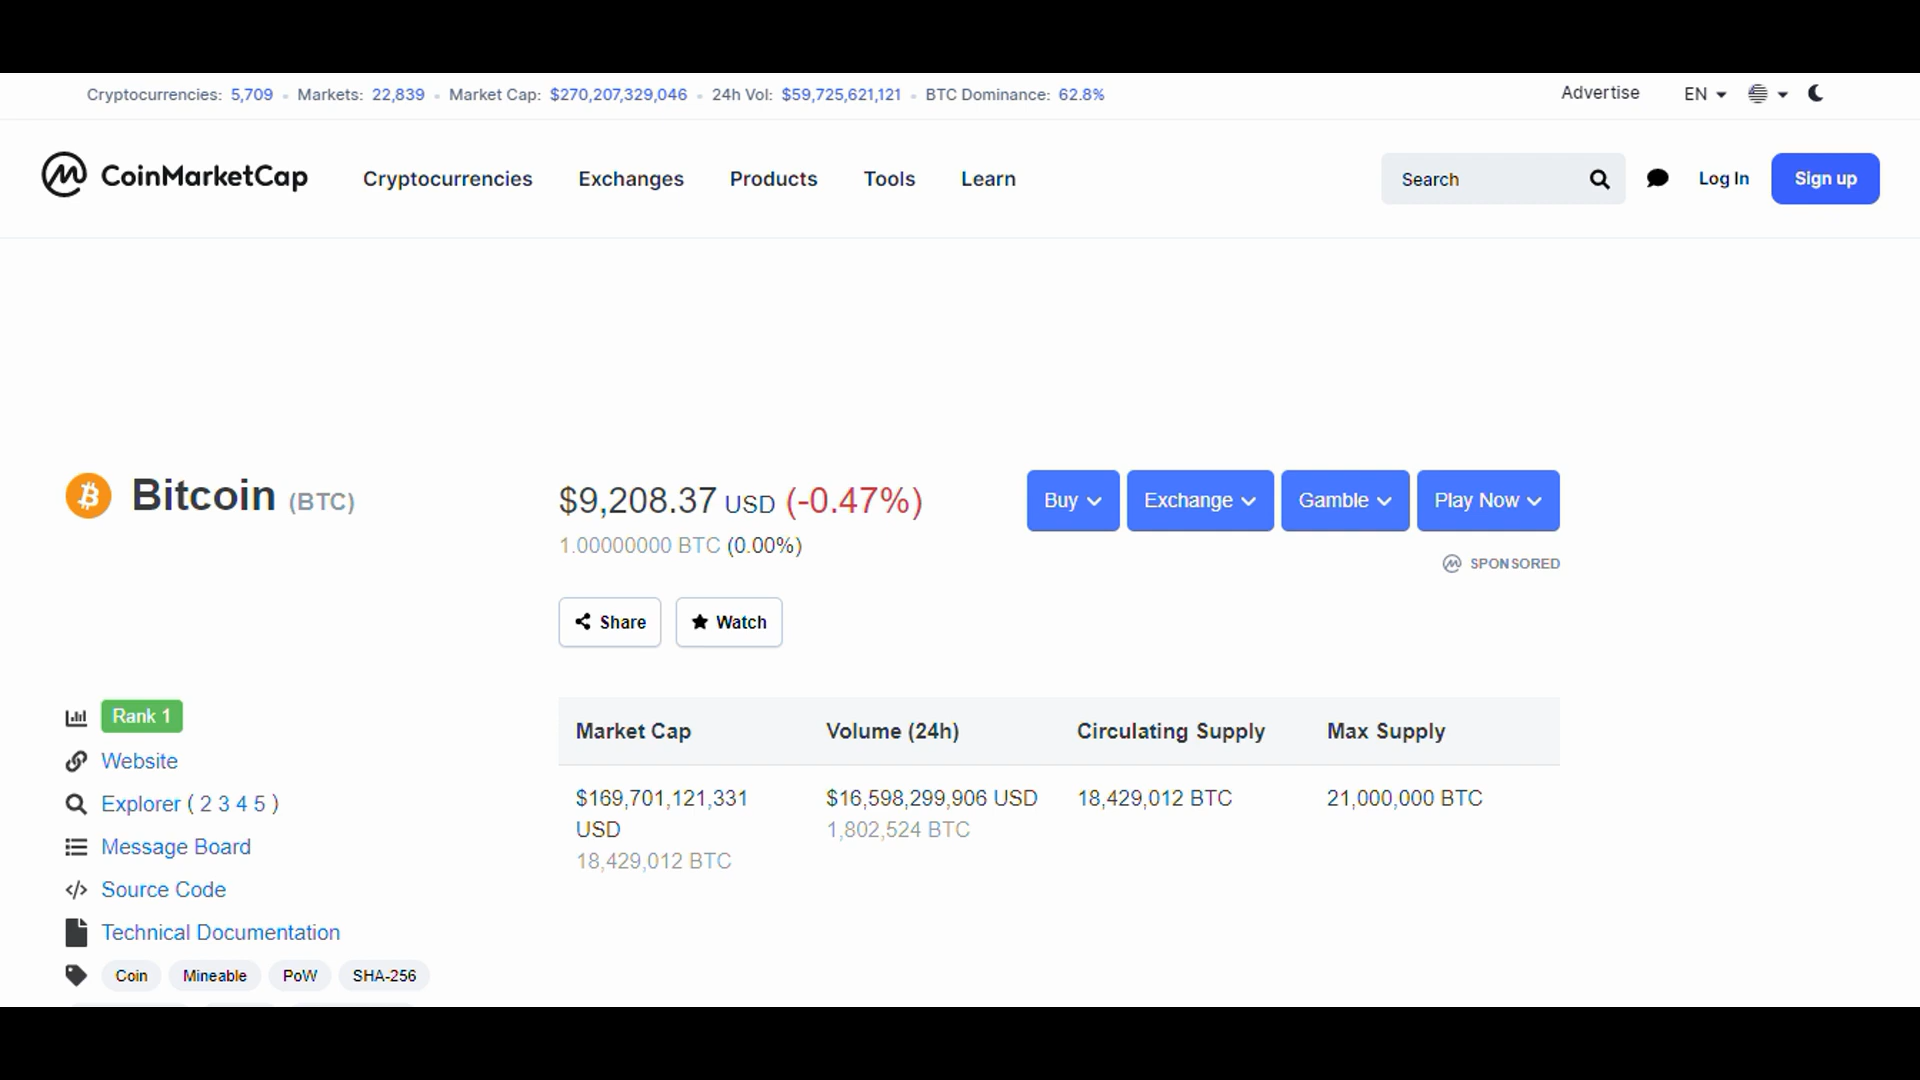 Cryptocurrencies: 5,709 Markets: 22,839 Market Cap: $270,207,329,046 24h Vol: $59,725,621,121 BTC Dominance: 62.8% Advertise EN
CoinMarketCap Cryptocurrencies Exchanges Products Tools Learn Search Log In Sign up
Bitcoin (BTC) $9,208.37 USD (-0.47%) Buy Exchange Gamble Play Now
1.00000000 BTC (0.00%)
SPONSORED
Share Watch
Rank 1
Website
Explorer ( 2 3 4 5 )
Message Board
Source Code
Technical Documentation
Coin Mineable PoW SHA-256
Market Cap Volume (24h) Circulating Supply Max Supply
$169,701,121,331 $16,598,299,906 USD 18,429,012 BTC 21,000,000 BTC
USD 1,802,524 BTC
18,429,012 BTC